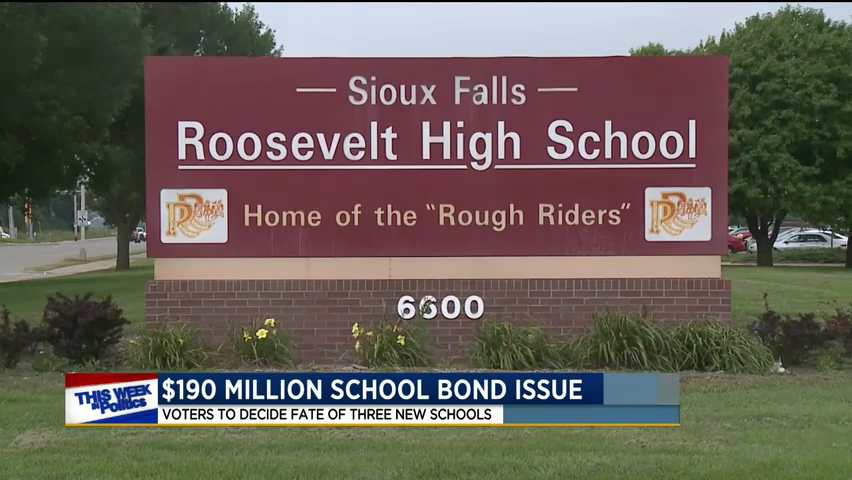 — Sioux Falls —
Roosevelt High School
Home of the "Rough Riders"
6600
THIS WEEK
in Politics
$190 MILLION SCHOOL BOND ISSUE
VOTERS TO DECIDE FATE OF THREE NEW SCHOOLS